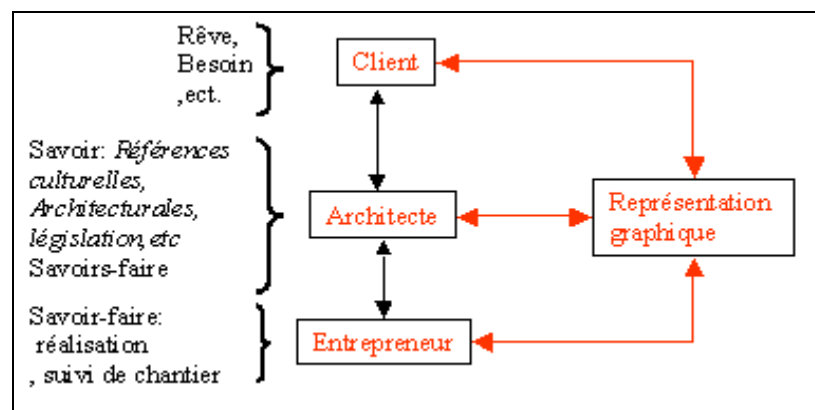 Rêve,
Besoin
,ect.
Client
Savoir: Références
culturelles,
Architecturales,
législation, etc
Savoirs-faire
Architecte
Représentation
graphique
Savoir-faire:
réalisation
, suivi de chantier
Entrepreneur